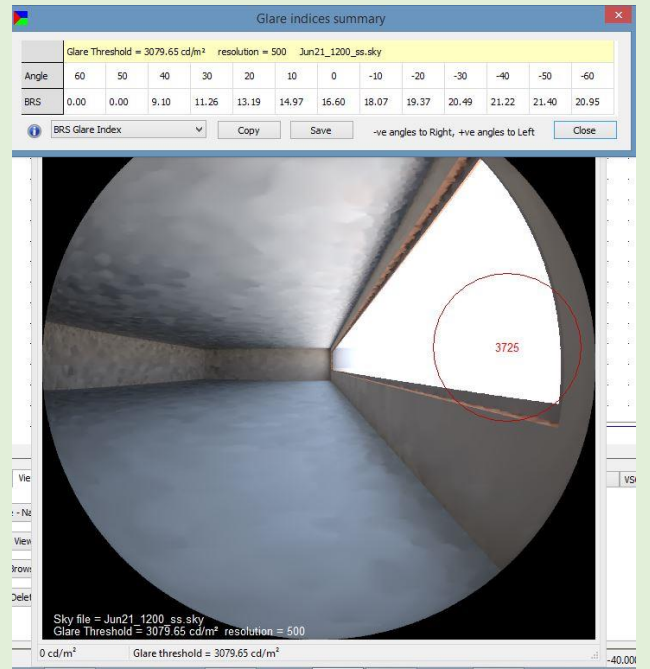 Glare indices summary
Glare Threshold = 3079.65 cd/m² resolution = 500 Jun21_1200_ss.sky
Angle 60 50 40 30 20 10 0 -10 -20 -30 -40 -50 -60
BRS 0.00 0.00 9.10 11.26 13.19 14.97 16.60 18.07 19.37 20.49 21.22 21.40 20.95
BRS Glare Index Copy Save -ve angles to Right, +ve angles to Left Close
3725
Vie
View
Sky file = Jun21_1200_ss.sky
Glare Threshold = 3079.65 cd/m² resolution = 500
0 cd/m² Glare threshold = 3079.65 cd/m²
-40.000